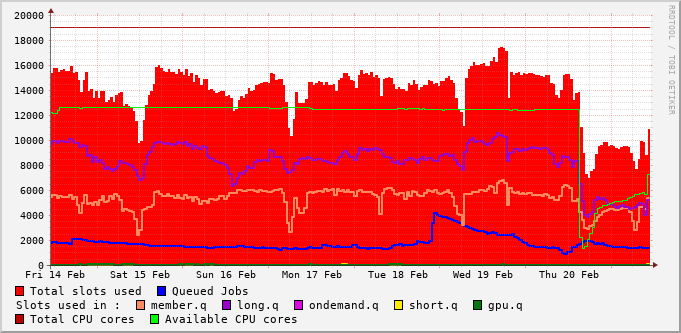 20000
18000
16000
14000
12000
10000
8000
6000
4000
2000
0
Fri 14 Feb Sat 15 Feb Sun 16 Feb Mon 17 Feb Tue 18 Feb Wed 19 Feb Thu 20 Feb
Total slots used Queued Jobs
Slots used in : member.q long.q ondemand.q short.q gpu.q
Total CPU cores Available CPU cores
RRDTOOL / TOBI OETIKER